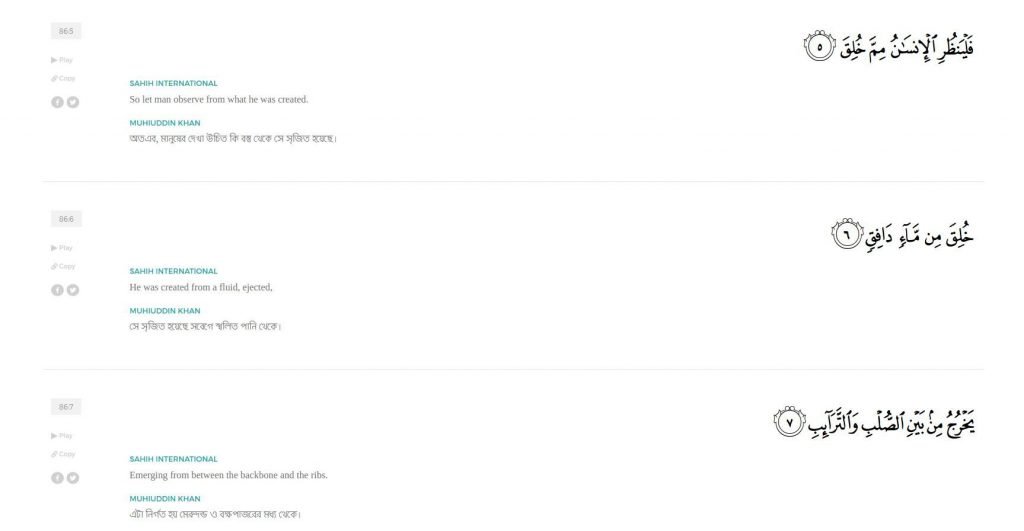 86:5
فَلْيَنظُرِ ٱلْإِنسَـٰنُ مِمَّ خُلِقَ ٥
Play
Copy
SAHIH INTERNATIONAL
So let man observe from what he was created.
MUHIUDDIN KHAN
অতএব, মানুষের দেখা উচিত কি বস্তু থেকে সে সৃজিত হয়েছে।
86:6
خُلِقَ مِن مَّآءٍ دَافِقٍ ٦
Play
Copy
SAHIH INTERNATIONAL
He was created from a fluid, ejected,
MUHIUDDIN KHAN
সে সৃজিত হয়েছে সবেগে স্খলিত পানি থেকে।
86:7
يَخْرُجُ مِنۢ بَيْنِ ٱلصُّلْبِ وَٱلتَّرَآئِبِ ٧
Play
Copy
SAHIH INTERNATIONAL
Emerging from between the backbone and the ribs.
MUHIUDDIN KHAN
এটা নির্গত হয় মেরুদন্ড ও বক্ষপাজরের মধ্য থেকে।